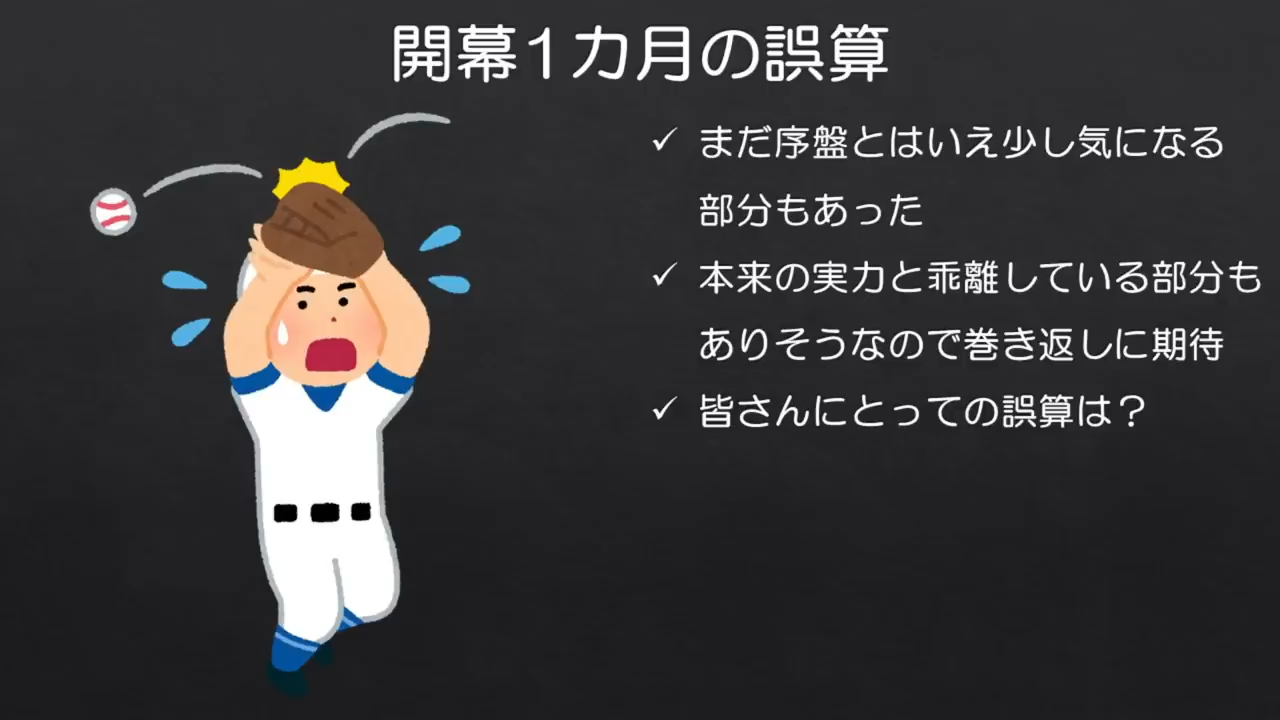 開幕1カ月の誤算
✓ まだ序盤とはいえ少し気になる
部分もあった
✓ 本来の実力と乖離している部分も
ありそうなので巻き返しに期待
✓ 皆さんにとっての誤算は？